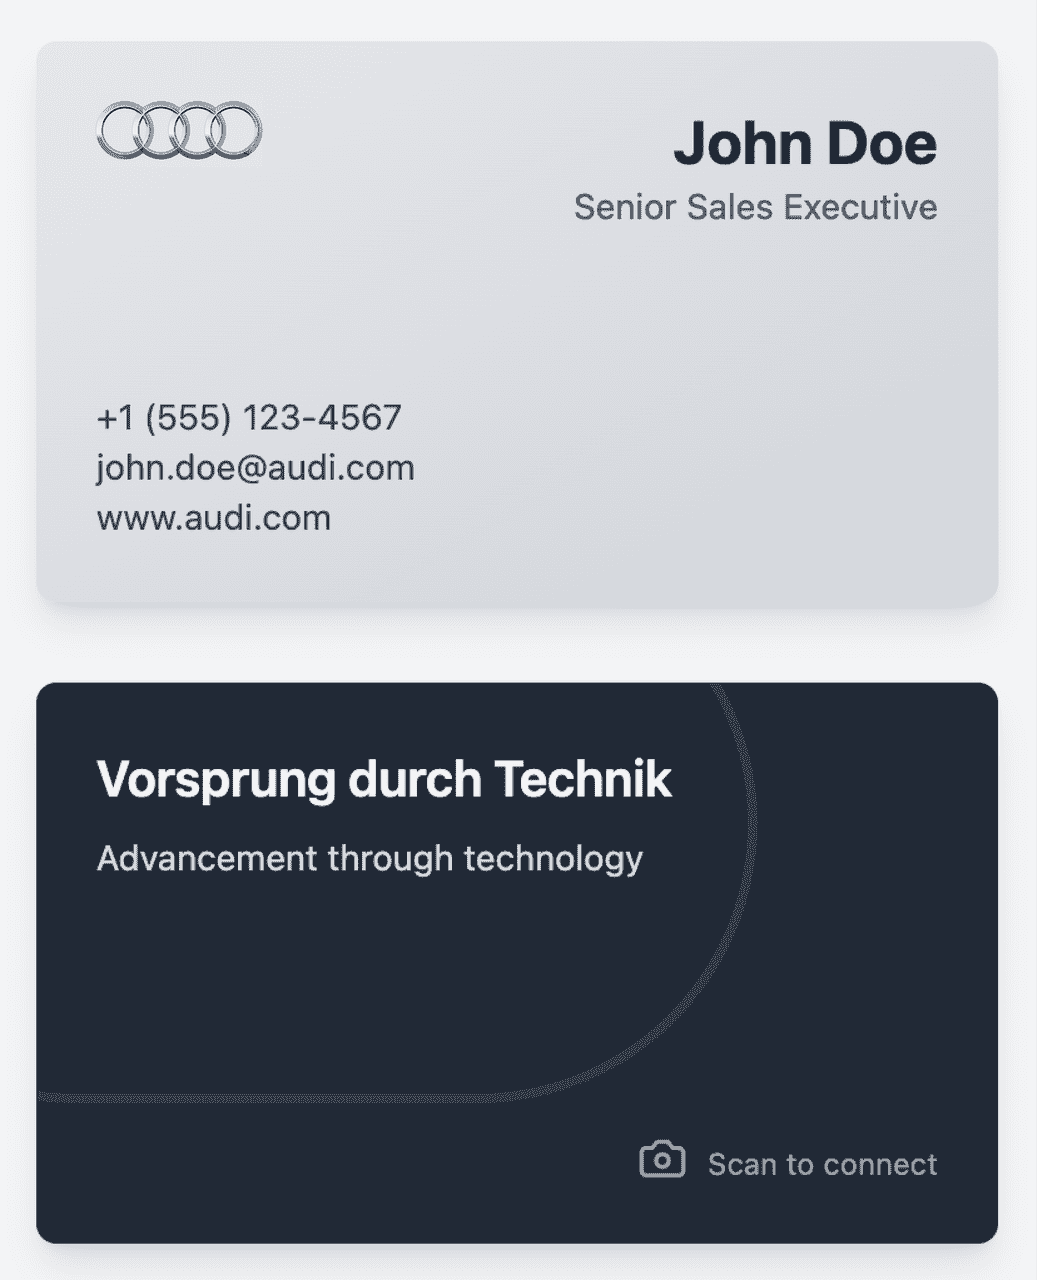 John Doe
Senior Sales Executive
+1 (555) 123-4567
john.doe@audi.com
www.audi.com
Vorsprung durch Technik
Advancement through technology
Scan to connect